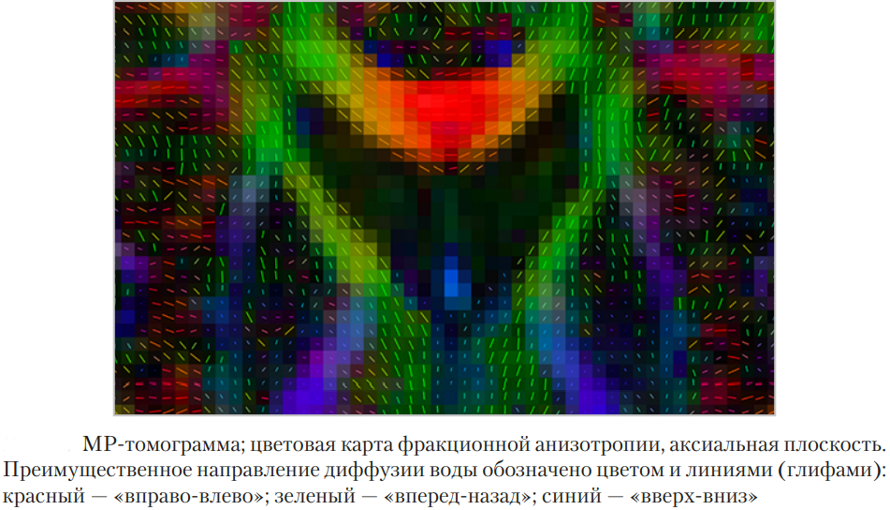 МР-томограмма; цветовая карта фракционной анизотропии, аксиальная плоскость.
Преимущественное направление диффузии воды обозначено цветом и линиями (глифами):
красный — «вправо-влево»; зеленый — «вперед-назад»; синий — «вверх-вниз»